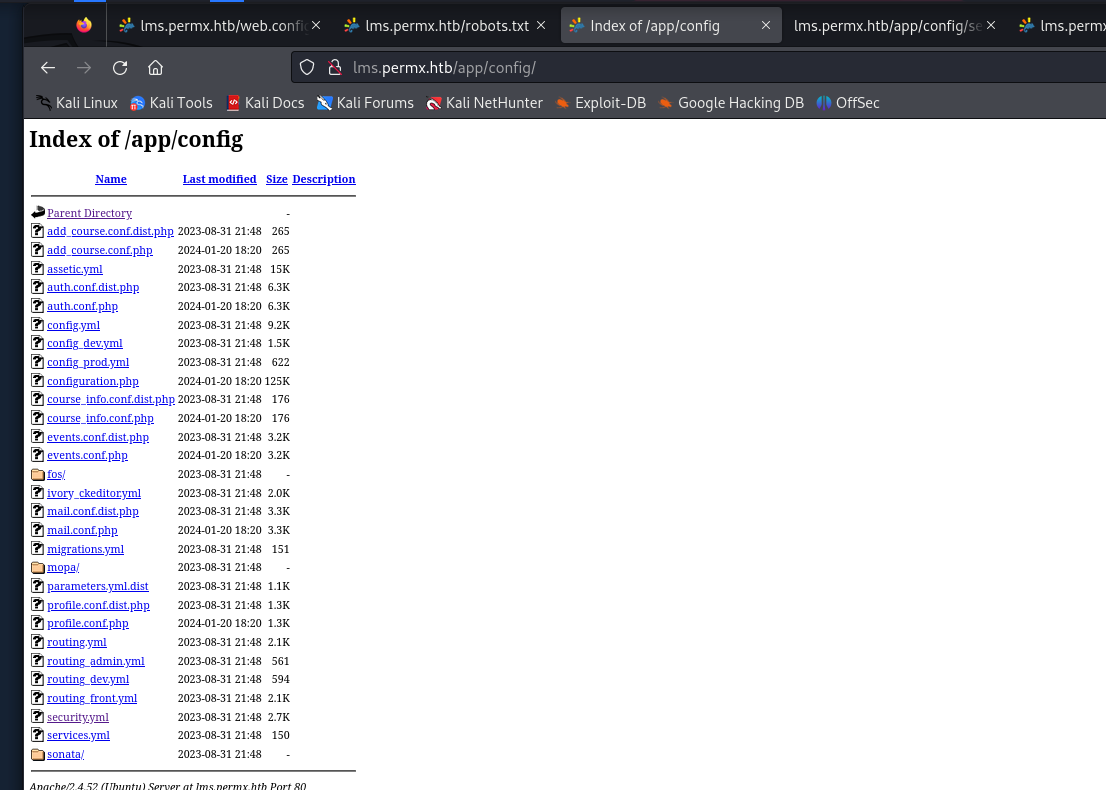 lms.permx.htb/web.config
lms.permx.htb/robots.txt
Index of /app/config
lms.permx.htb/app/config/se
lms.permx
lms.permx.htb/app/config/
Kali Linux
Kali Tools
Kali Docs
Kali Forums
Kali NetHunter
Exploit-DB
Google Hacking DB
OffSec
Index of /app/config
Name Last modified Size Description
Parent Directory -
add_course.conf.dist.php 2023-08-31 21:48 265
add_course.conf.php 2024-01-20 18:20 265
assetic.yml 2023-08-31 21:48 15K
auth.conf.dist.php 2023-08-31 21:48 6.3K
auth.conf.php 2024-01-20 18:20 6.3K
config.yml 2023-08-31 21:48 9.2K
config_dev.yml 2023-08-31 21:48 1.5K
config_prod.yml 2023-08-31 21:48 622
configuration.php 2024-01-20 18:20 125K
course_info.conf.dist.php 2023-08-31 21:48 176
course_info.conf.php 2024-01-20 18:20 176
events.conf.dist.php 2023-08-31 21:48 3.2K
events.conf.php 2024-01-20 18:20 3.2K
fos/ 2023-08-31 21:48 -
ivory_ckeditor.yml 2023-08-31 21:48 2.0K
mail.conf.dist.php 2023-08-31 21:48 3.3K
mail.conf.php 2024-01-20 18:20 3.3K
migrations.yml 2023-08-31 21:48 151
mopa/ 2023-08-31 21:48 -
parameters.yml.dist 2023-08-31 21:48 1.1K
profile.conf.dist.php 2023-08-31 21:48 1.3K
profile.conf.php 2024-01-20 18:20 1.3K
routing.yml 2023-08-31 21:48 2.1K
routing_admin.yml 2023-08-31 21:48 561
routing_dev.yml 2023-08-31 21:48 594
routing_front.yml 2023-08-31 21:48 2.1K
security.yml 2023-08-31 21:48 2.7K
services.yml 2023-08-31 21:48 150
sonata/ 2023-08-31 21:48 -
Apache/2.4.52 (Ubuntu) Server at lms.permx.htb Port 80